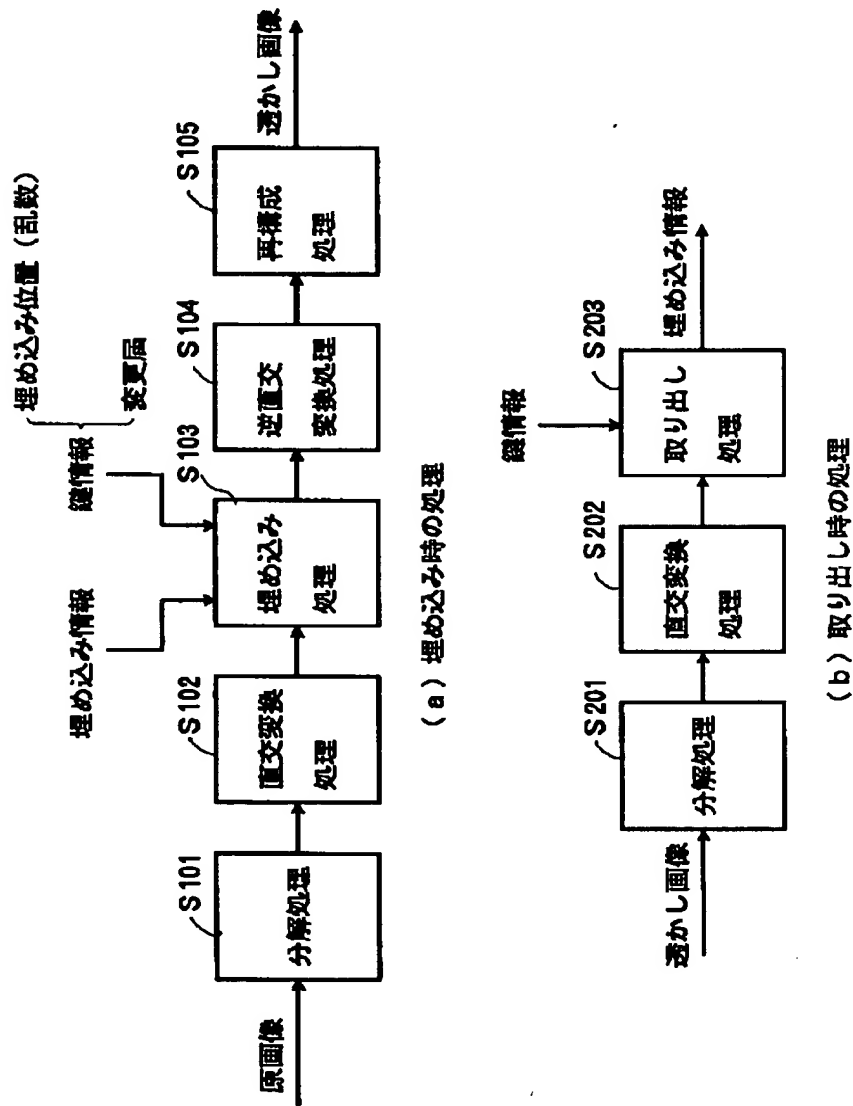 埋め込み位置（乱数）
変更届
埋め込み情報
鍵情報
原画像
S101
分解処理
S102
直交変換
処理
S103
埋め込み
処理
S104
逆直交
変換処理
S105
再構成
処理
透かし画像
(a) 埋め込み時の処理
鍵情報
透かし画像
S201
分解処理
S202
直交変換
処理
S203
取り出し
処理
埋め込み情報
(b) 取り出し時の処理